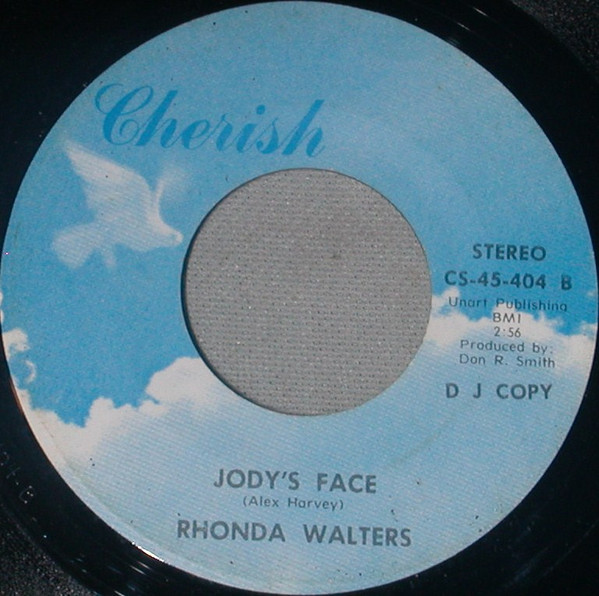 Cherish
STEREO
CS-45-404 B
Unart Publishing
BMI
2:56
Produced by:
Don R. Smith
D J COPY
JODY'S FACE
(Alex Harvey)
RHONDA WALTERS